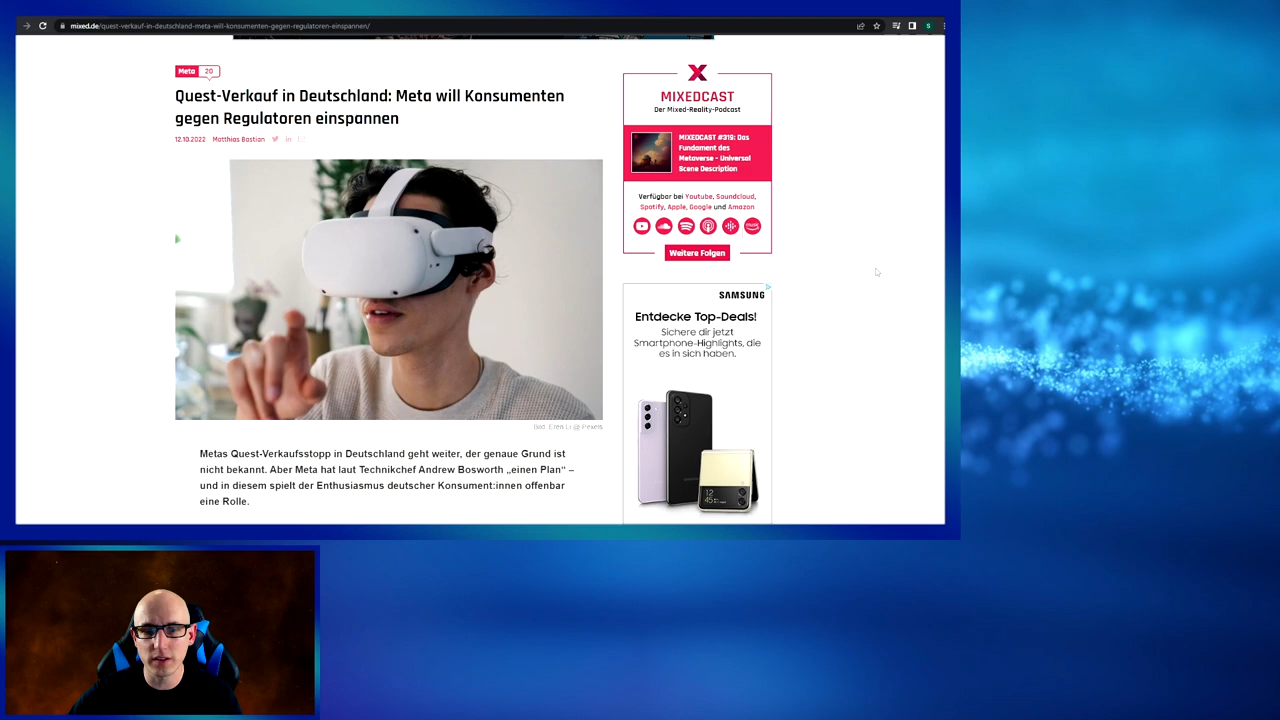 mixed.de/quest-verkauf-in-deutschland-meta-will-konsumenten-gegen-regulatoren-einspannen/
S
Meta 20
Quest-Verkauf in Deutschland: Meta will Konsumenten
gegen Regulatoren einspannen
12.10.2022 Matthias Bastian
Metas Quest-Verkaufsstopp in Deutschland geht weiter, der genaue Grund ist
nicht bekannt. Aber Meta hat laut Technikchef Andrew Bosworth „einen Plan“ –
und in diesem spielt der Enthusiasmus deutscher Konsument:innen offenbar
eine Rolle.
MIXEDCAST
Der Mixed-Reality-Podcast
MIXEDCAST #319: Das
Fundament des
Metaverse – Universal
Scene Description
Verfügbar bei Youtube, Soundcloud,
Spotify, Apple, Google und Amazon
music
Weitere Folgen
SAMSUNG
Entdecke Top-Deals!
Sichere dir jetzt
Smartphone-Highlights, die
es in sich haben.
12
45